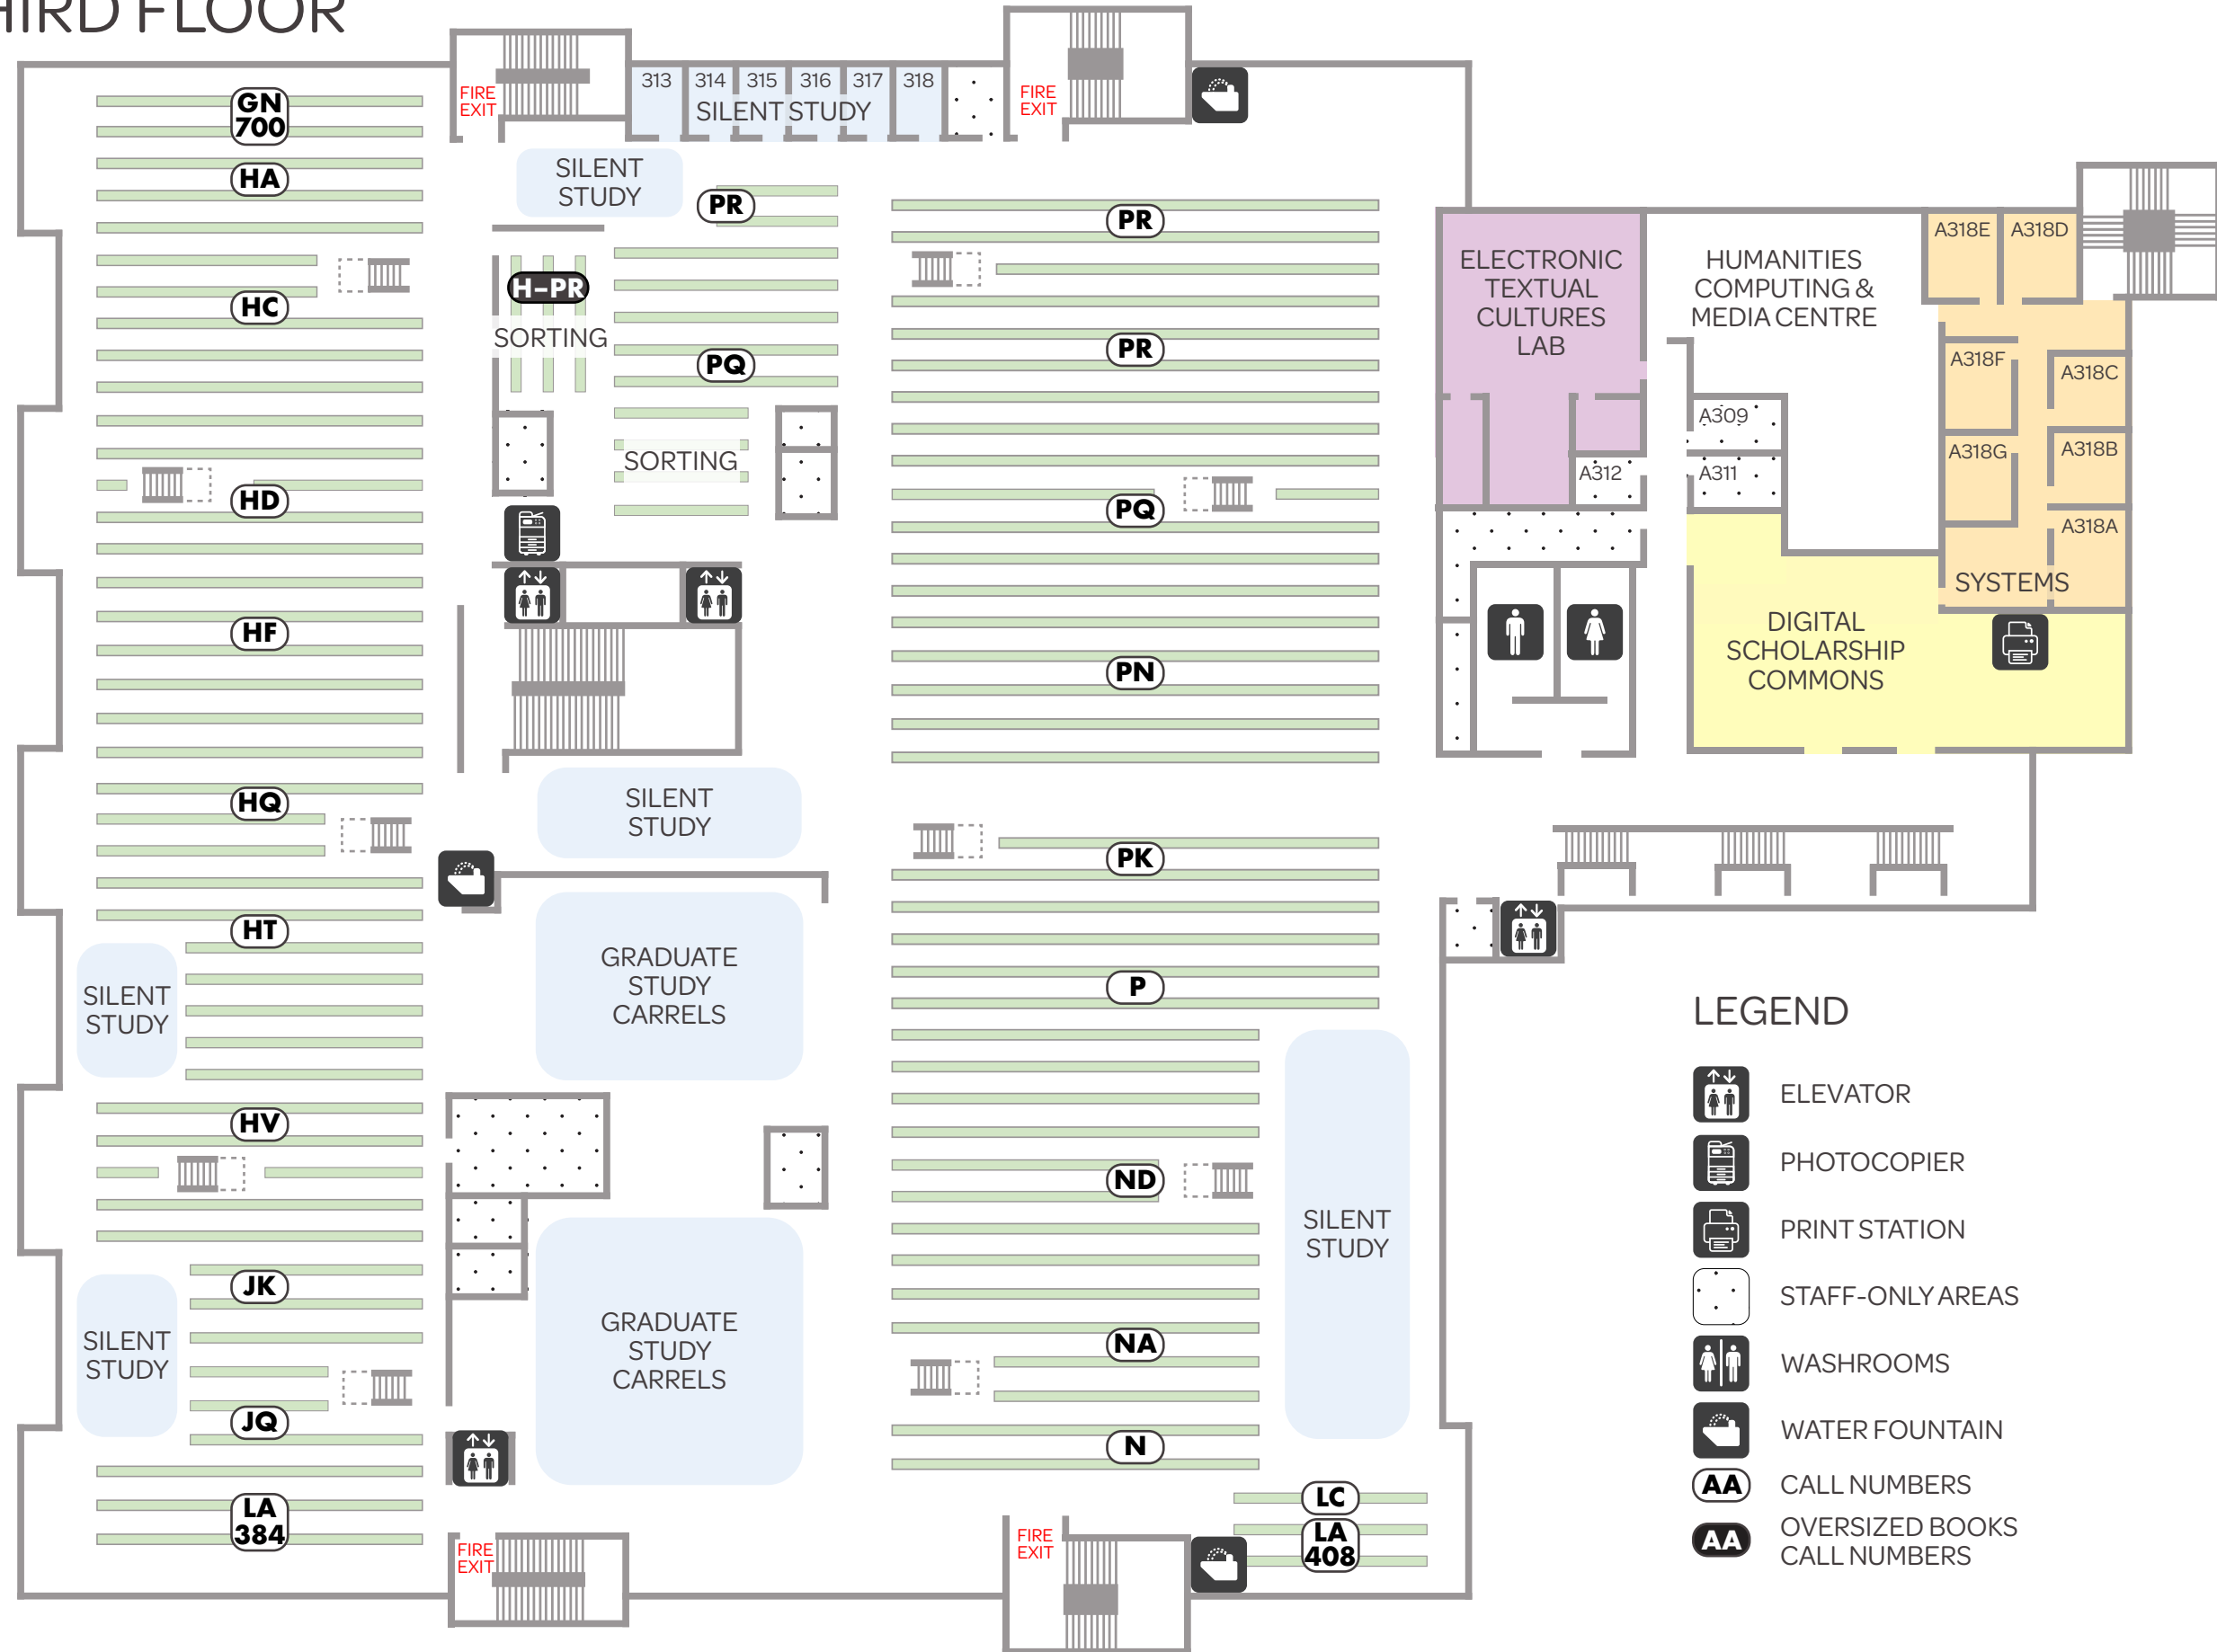 HIRD FLOOR
GN
700
HA
HC
HD
HF
HQ
HT
SILENT
STUDY
HV
JK
SILENT
STUDY
JQ
LA
384
FIRE
EXIT
313
314
315
316
317
318
SILENT STUDY
FIRE
EXIT
SILENT
STUDY
PR
H–PR
SORTING
PQ
SORTING
SILENT
STUDY
GRADUATE
STUDY
CARRELS
GRADUATE
STUDY
CARRELS
FIRE
EXIT
PR
PR
PQ
PN
PK
P
ND
NA
N
SILENT
STUDY
LC
LA
408
FIRE
EXIT
ELECTRONIC
TEXTUAL
CULTURES
LAB
HUMANITIES
COMPUTING &
MEDIA CENTRE
A318E
A318D
A318F
A318C
A309
A318G
A318B
A312
A311
A318A
SYSTEMS
DIGITAL
SCHOLARSHIP
COMMONS
LEGEND
ELEVATOR
PHOTOCOPIER
PRINT STATION
STAFF-ONLY AREAS
WASHROOMS
WATER FOUNTAIN
AA CALL NUMBERS
AA OVERSIZED BOOKS
CALL NUMBERS